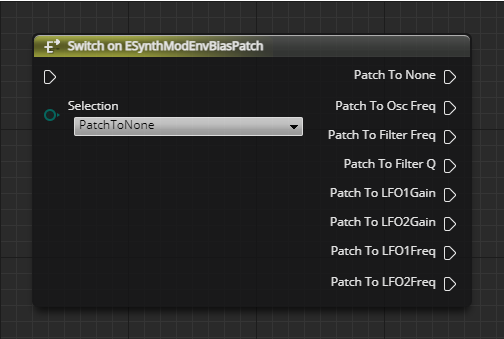 Switch on ESynthModEnvBiasPatch
Patch To None
Patch To Osc Freq
Selection
PatchToNone
Patch To Filter Freq
Patch To Filter Q
Patch To LFO1Gain
Patch To LFO2Gain
Patch To LFO1Freq
Patch To LFO2Freq